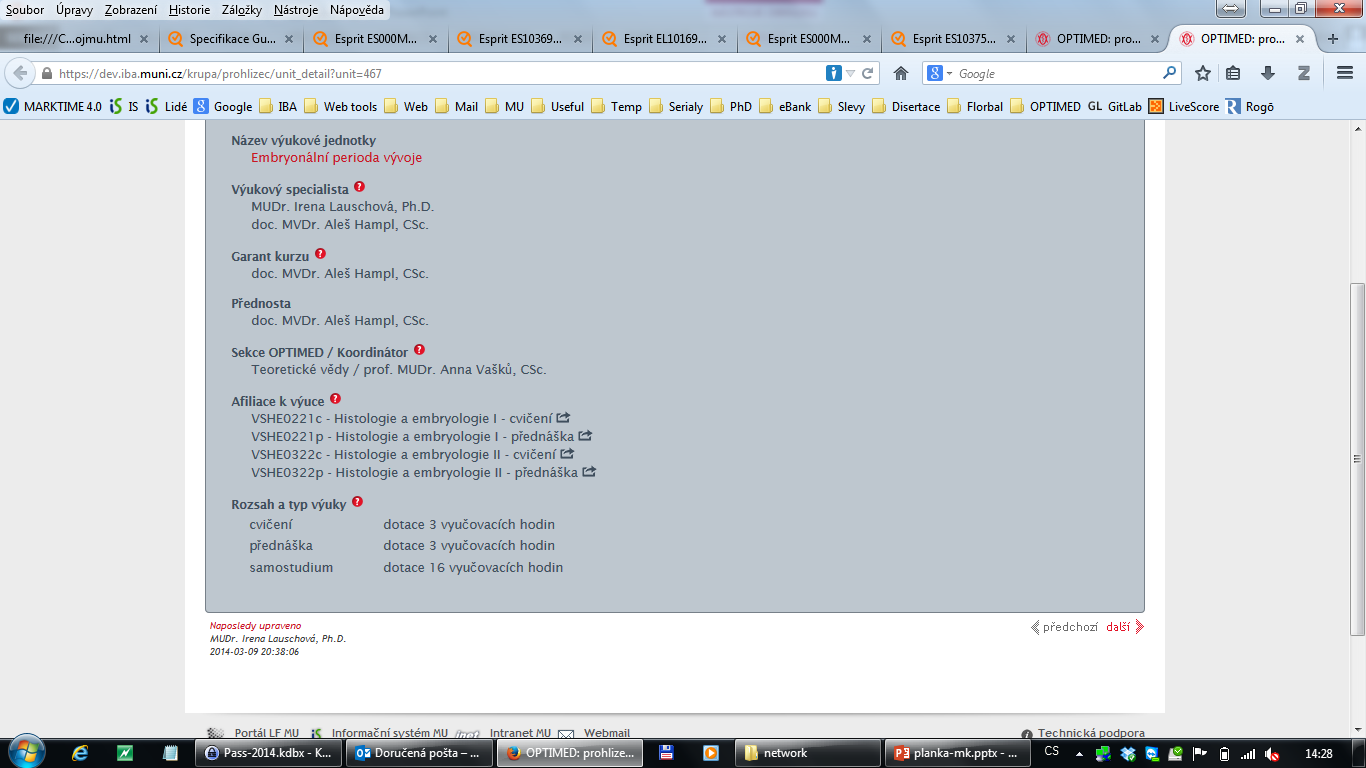 Soubor Úpravy Zobrazení Historie Záložky Nástroje Nápověda
file:///C...ojmu.html Specifikace Gu... Esprit ES000M... Esprit ES10369... Esprit EL10169... Esprit ES000M... Esprit ES10375... OPTIMED: pro... OPTIMED: pro...
https://dev.iba.muni.cz/krupa/prohlizec/unit_detail?unit=467 Google
MARKTIME 4.0 IS Lidé Google IBA Web tools Web Mail MU Useful Temp Serialy PhD eBank Slevy Disertace Florbal OPTIMED GL GitLab LiveScore Rogō
Název výukové jednotky
Embryonální perioda vývoje
Výukový specialista
MUDr. Irena Lauschová, Ph.D.
doc. MVDr. Aleš Hampl, CSc.
Garant kurzu
doc. MVDr. Aleš Hampl, CSc.
Přednosta
doc. MVDr. Aleš Hampl, CSc.
Sekce OPTIMED / Koordinátor
Teoretické vědy / prof. MUDr. Anna Vašků, CSc.
Afiliace k výuce
VSHE0221c - Histologie a embryologie I - cvičení
VSHE0221p - Histologie a embryologie I - přednáška
VSHE0322c - Histologie a embryologie II - cvičení
VSHE0322p - Histologie a embryologie II - přednáška
Rozsah a typ výuky
cvičení dotace 3 vyučovacích hodin
přednáška dotace 3 vyučovacích hodin
samostudium dotace 16 vyučovacích hodin
Naposledy upraveno
MUDr. Irena Lauschová, Ph.D.
2014-03-09 20:38:06
předchozí další
Portál LF MU Informační systém MU Intranet MU Webmail Technická podpora
Pass-2014.kdbx - K... Doručená pošta – ... OPTIMED: prohlíže... network planka-mk.pptx - ... CS 14:28